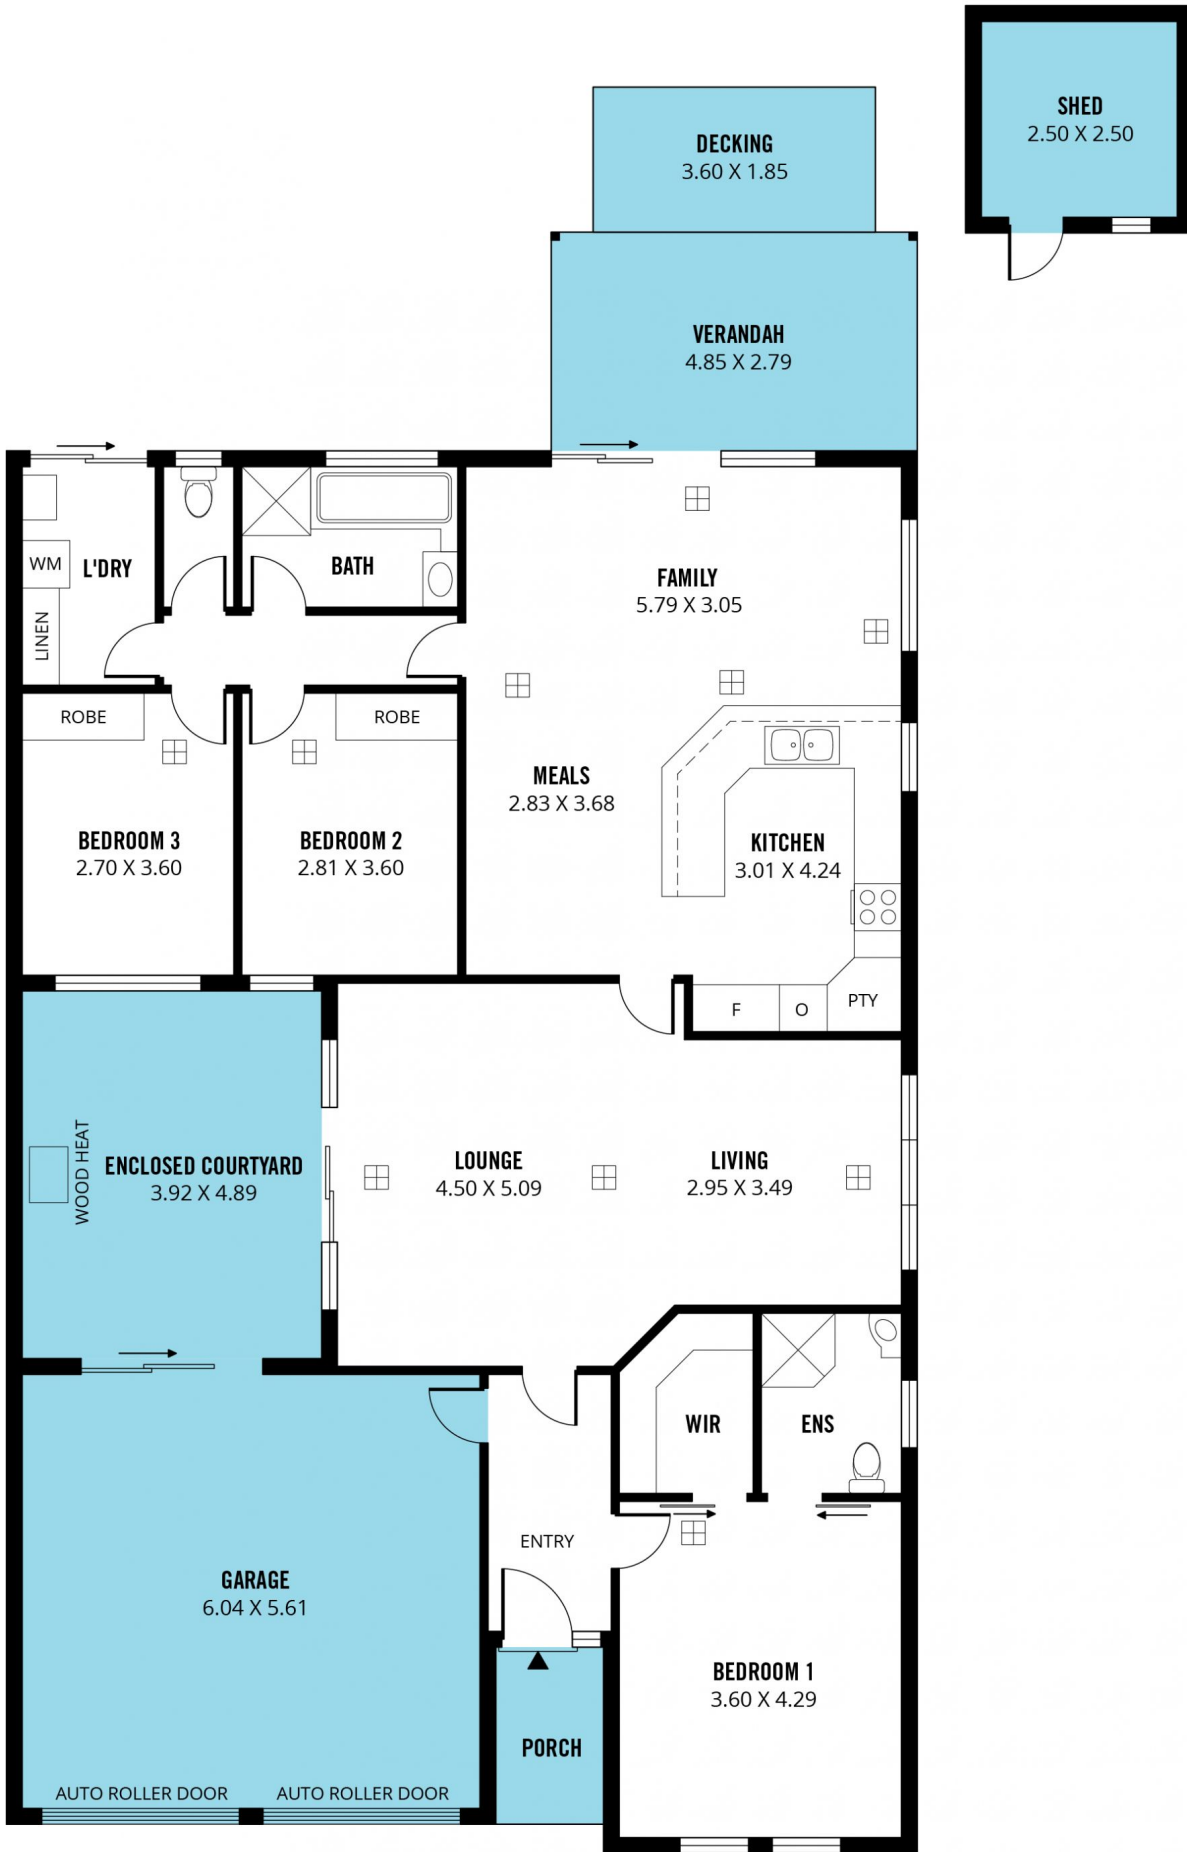 SHED
2.50 X 2.50
DECKING
3.60 X 1.85
VERANDAH
4.85 X 2.79
WM
L'DRY
LINEN
BATH
FAMILY
5.79 X 3.05
ROBE
ROBE
MEALS
2.83 X 3.68
BEDROOM 3
2.70 X 3.60
BEDROOM 2
2.81 X 3.60
KITCHEN
3.01 X 4.24
F
O
PTY
WOOD HEAT
ENCLOSED COURTYARD
3.92 X 4.89
LOUNGE
4.50 X 5.09
LIVING
2.95 X 3.49
WIR
ENS
ENTRY
GARAGE
6.04 X 5.61
BEDROOM 1
3.60 X 4.29
PORCH
AUTO ROLLER DOOR
AUTO ROLLER DOOR